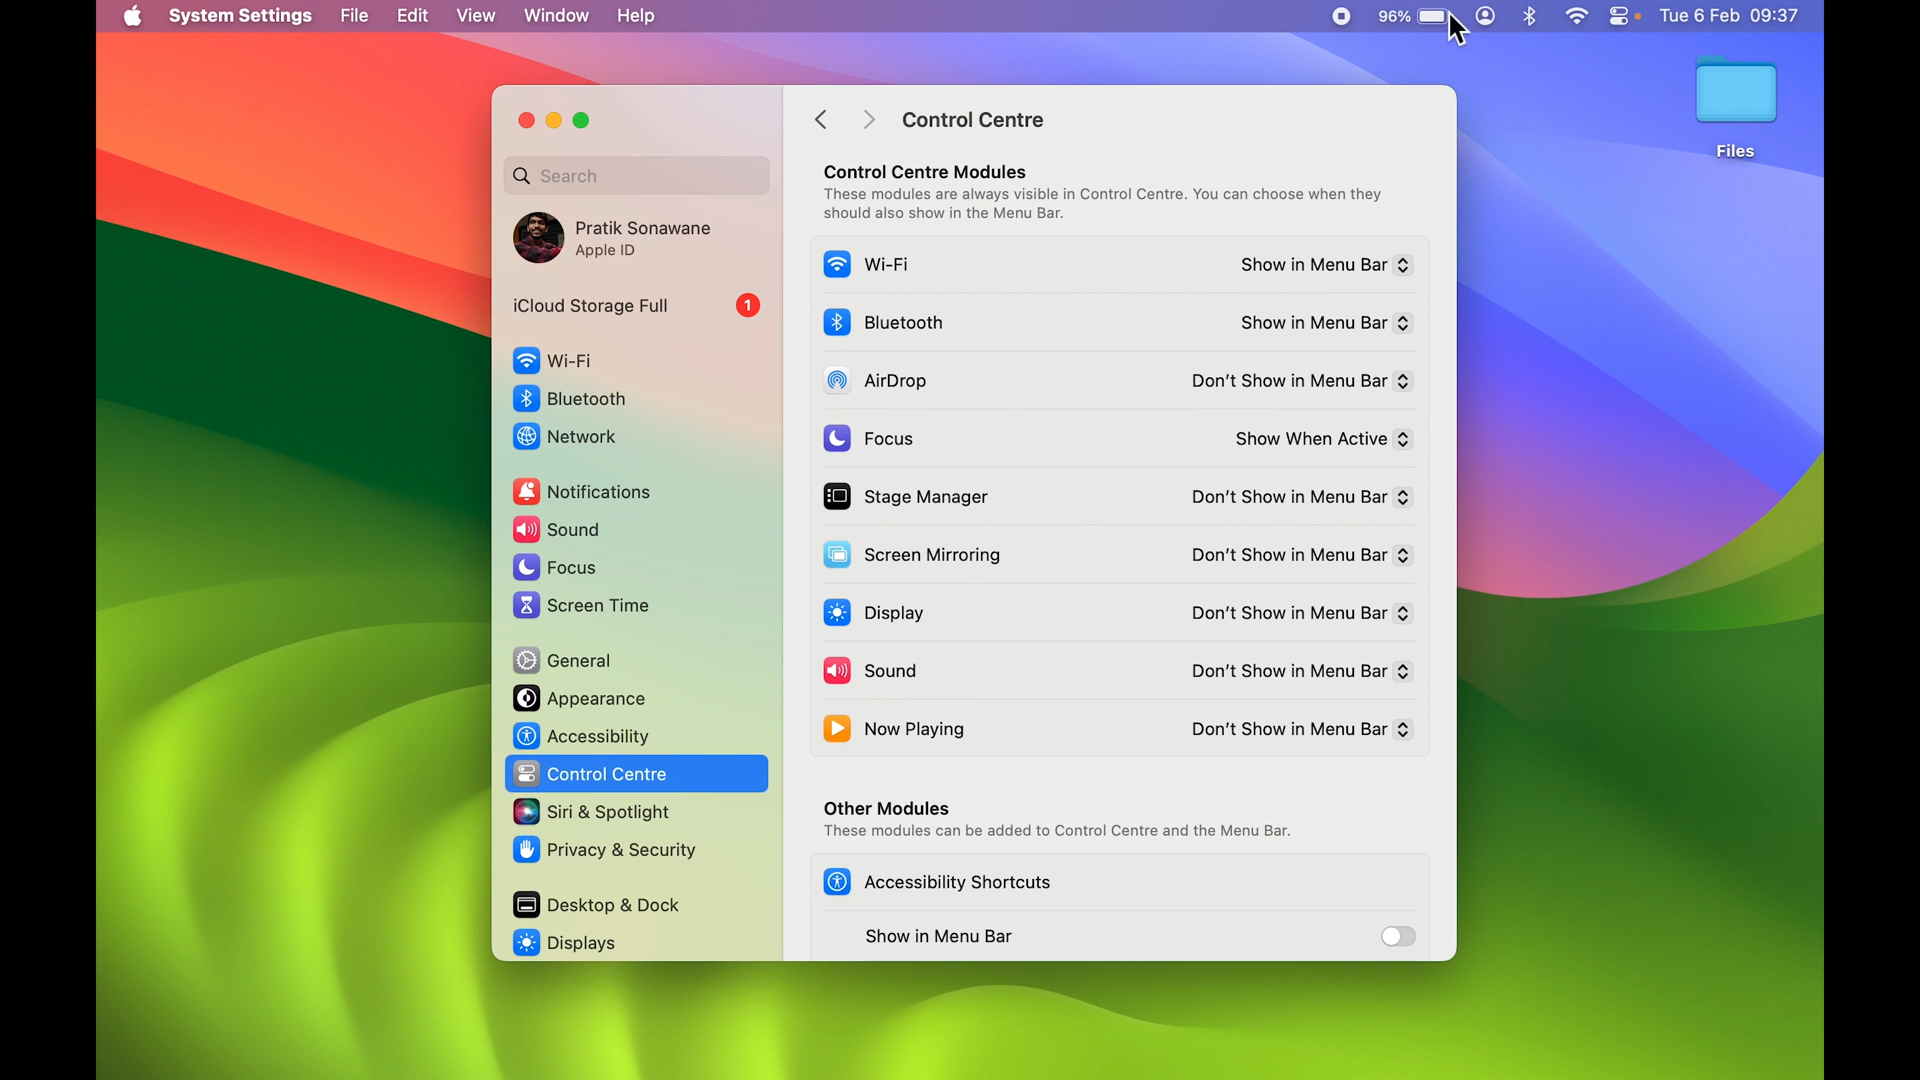 System Settings File Edit View Window Help 96% Tue 6 Feb 09:37
Files
Search
Pratik Sonawane
Apple ID
iCloud Storage Full 1
Wi-Fi
Bluetooth
Network
Notifications
Sound
Focus
Screen Time
General
Appearance
Accessibility
Control Centre
Siri & Spotlight
Privacy & Security
Desktop & Dock
Displays
Control Centre
Control Centre Modules
These modules are always visible in Control Centre. You can choose when they
should also show in the Menu Bar.
Wi-Fi Show in Menu Bar
Bluetooth Show in Menu Bar
AirDrop Don't Show in Menu Bar
Focus Show When Active
Stage Manager Don't Show in Menu Bar
Screen Mirroring Don't Show in Menu Bar
Display Don't Show in Menu Bar
Sound Don't Show in Menu Bar
Now Playing Don't Show in Menu Bar
Other Modules
These modules can be added to Control Centre and the Menu Bar.
Accessibility Shortcuts
Show in Menu Bar